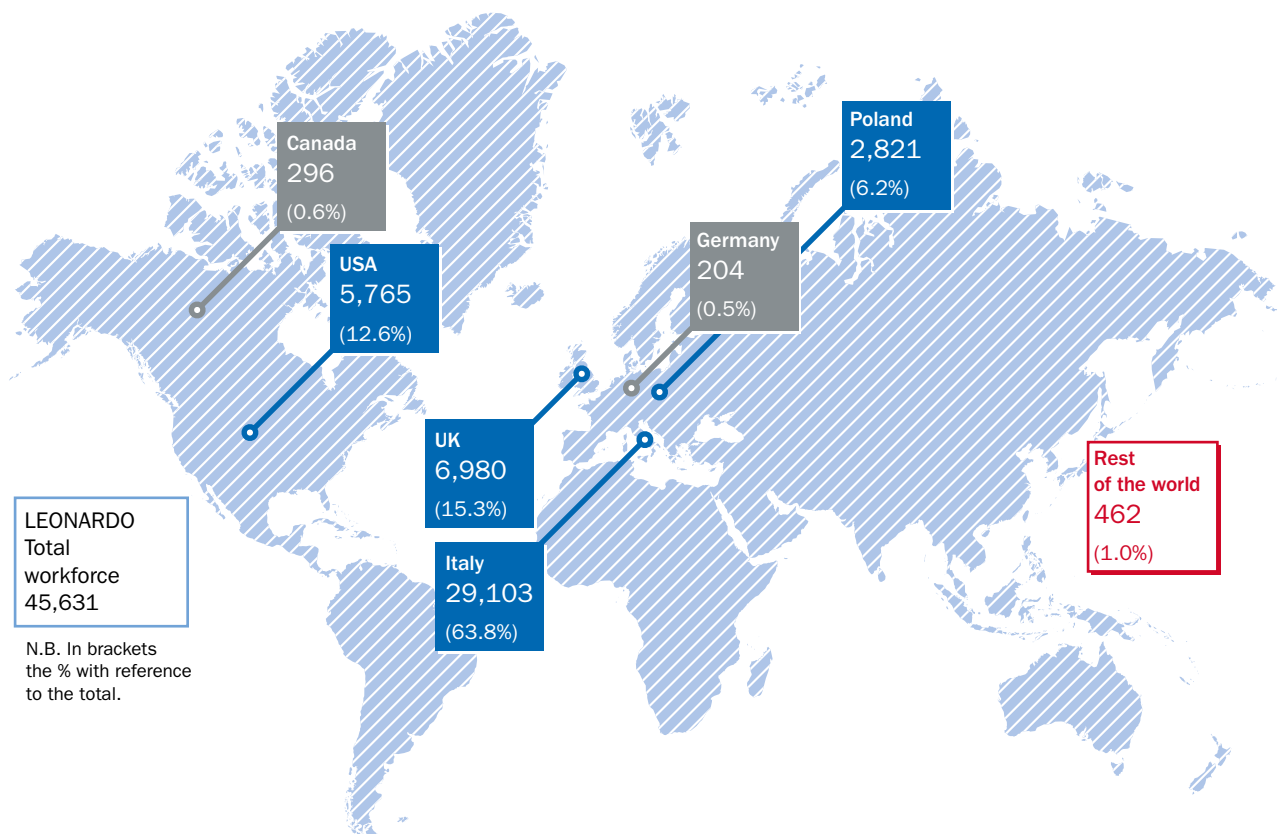 Canada
296
(0.6%)
USA
5,765
(12.6%)
Poland
2,821
(6.2%)
Germany
204
(0.5%)
UK
6,980
(15.3%)
Italy
29,103
(63.8%)
Rest
of the world
462
(1.0%)
LEONARDO
Total
workforce
45,631
N.B. In brackets
the % with reference
to the total.